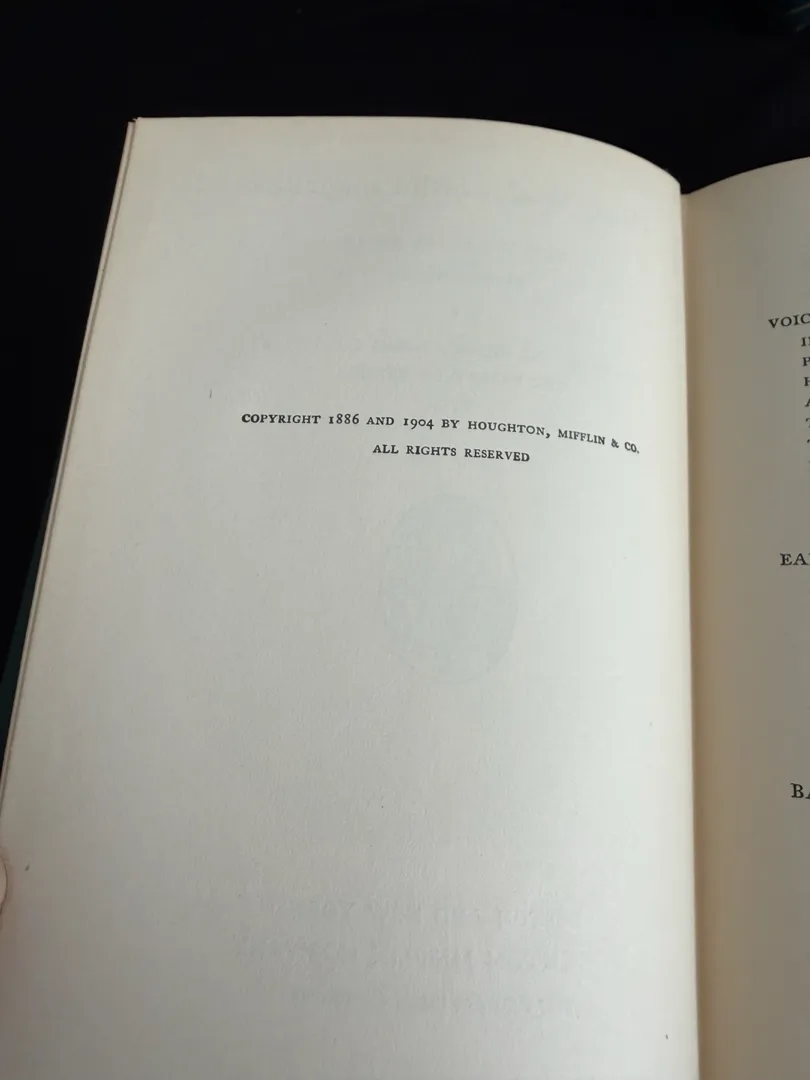 COPYRIGHT 1886 AND 1904 BY HOUGHTON, MIFFLIN & CO.
ALL RIGHTS RESERVED